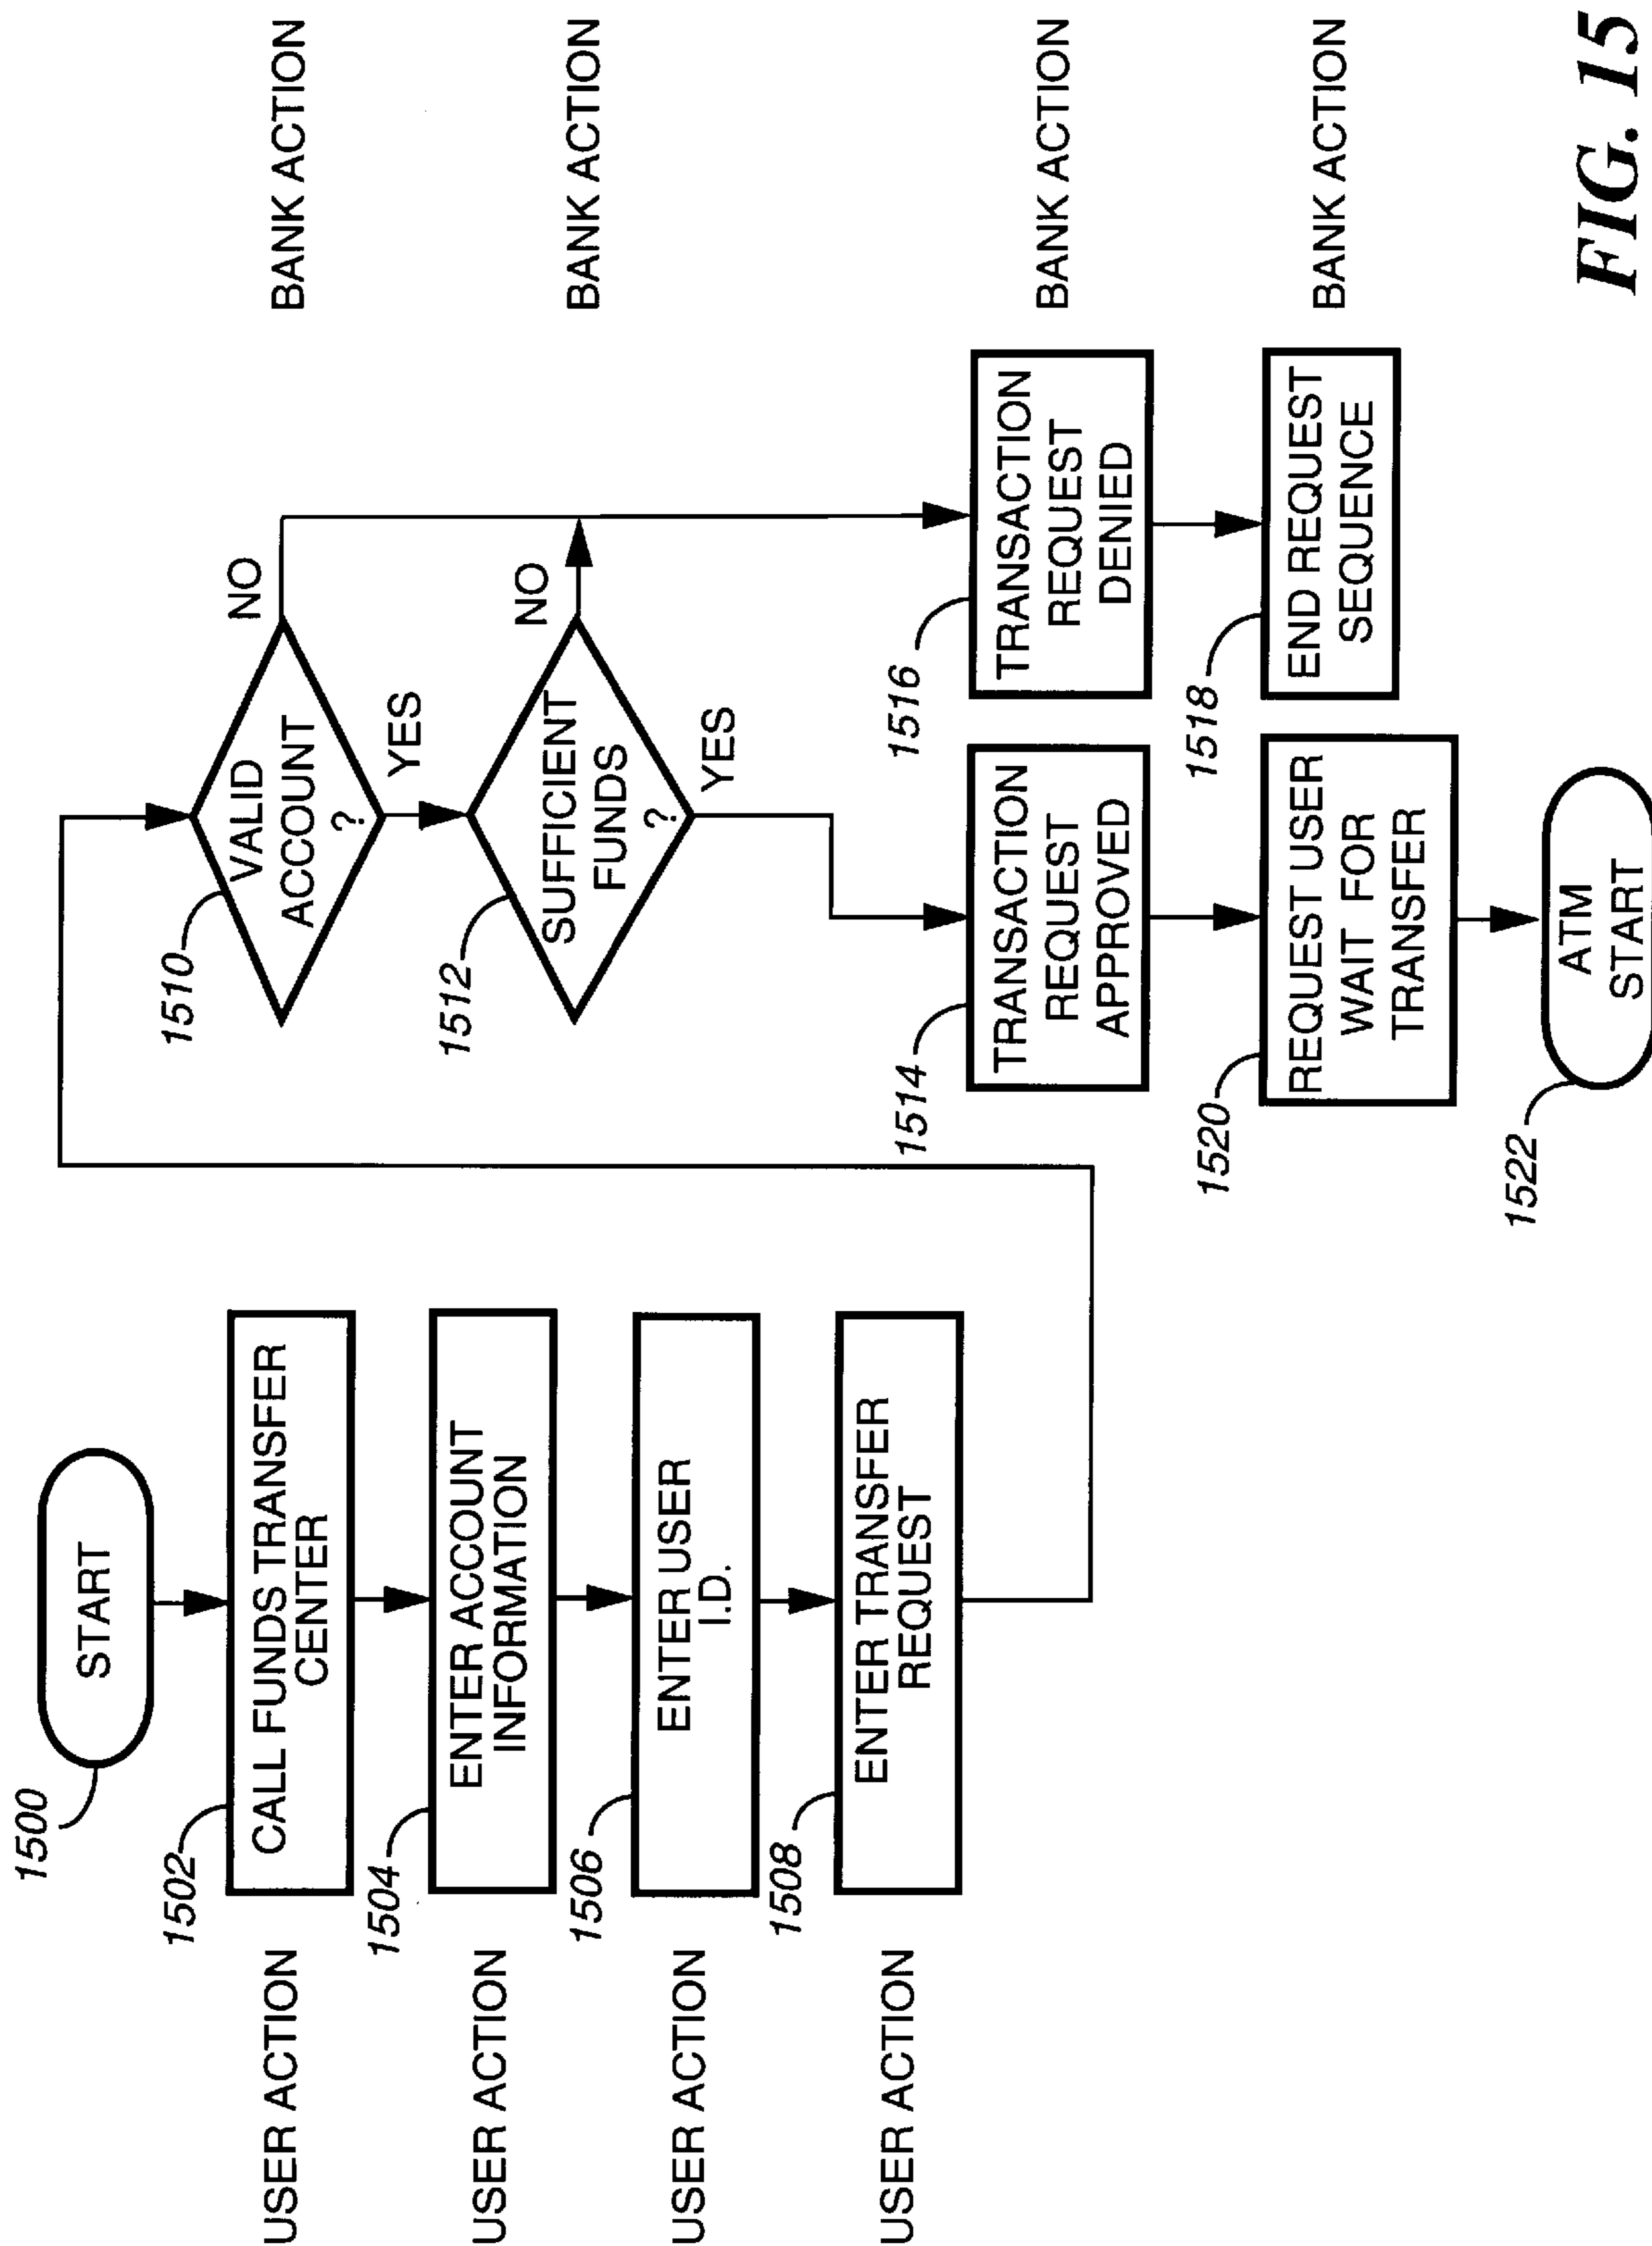 1500
START
USER ACTION
1502
CALL FUNDS TRANSFER
CENTER
USER ACTION
1504
ENTER ACCOUNT
INFORMATION
USER ACTION
1506
ENTER USER
I.D.
USER ACTION
1508
ENTER TRANSFER
REQUEST
1510
VALID
ACCOUNT
?
NO
YES
BANK ACTION
1512
SUFFICIENT
FUNDS
?
NO
YES
BANK ACTION
1514
TRANSACTION
REQUEST
APPROVED
1516
TRANSACTION
REQUEST
DENIED
BANK ACTION
1520
REQUEST USER
WAIT FOR
TRANSFER
1518
END REQUEST
SEQUENCE
BANK ACTION
1522
ATM
START
FIG. 15